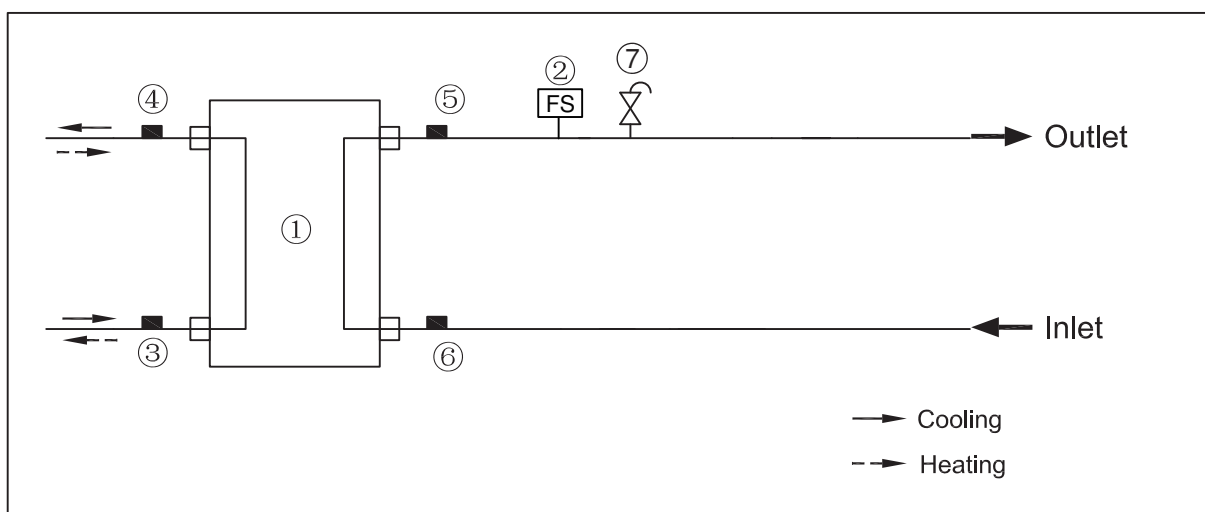 ⑦
②
④
FS
⑤
Outlet
①
Inlet
③
⑥
Cooling
Heating